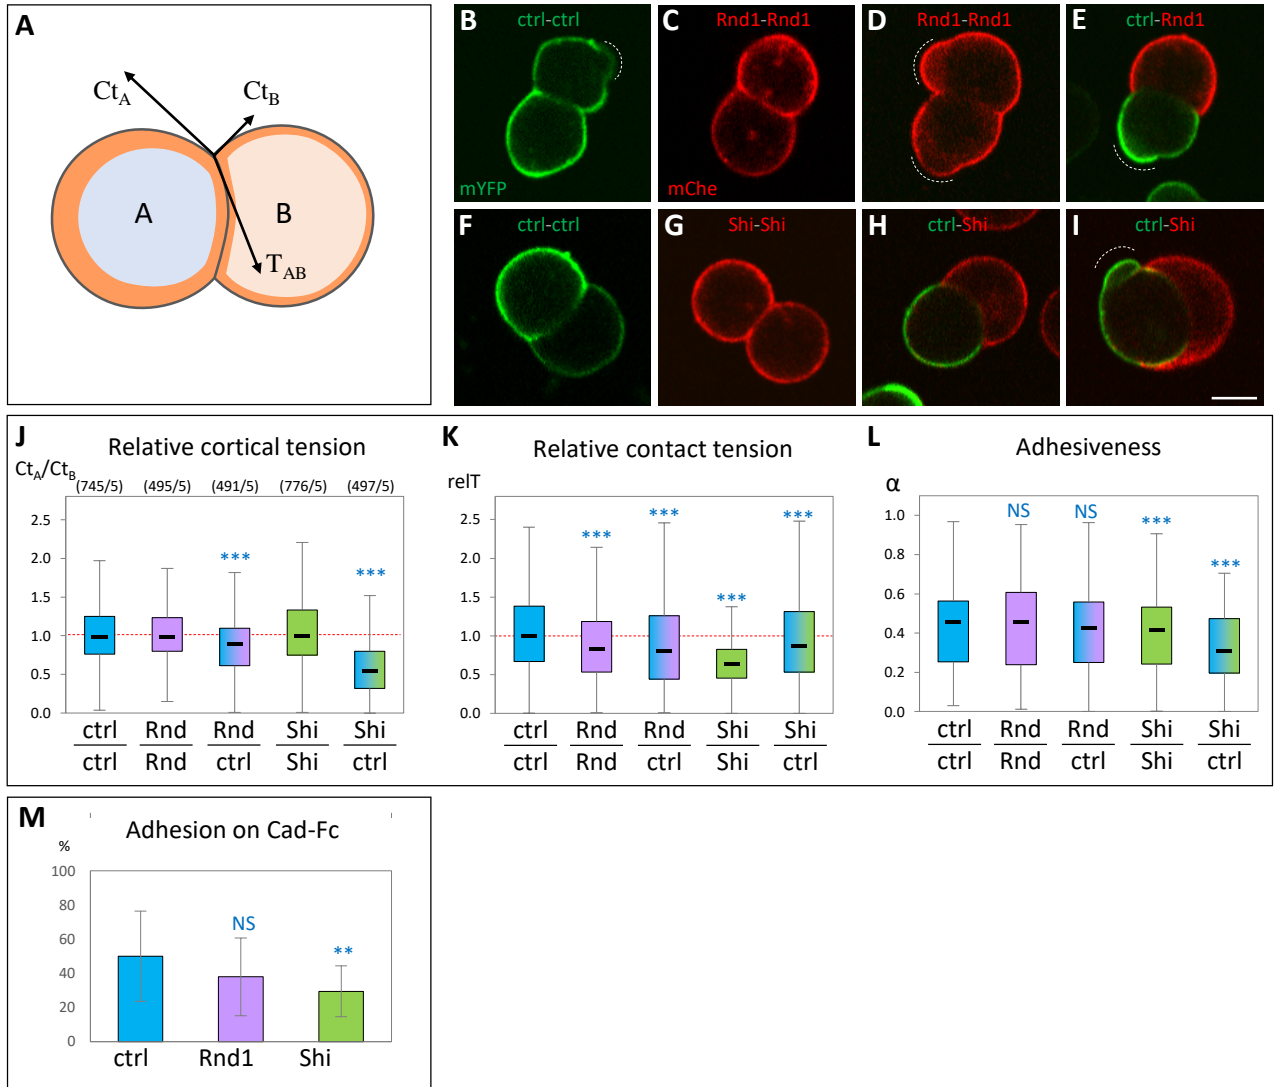 A
Ct_A
Ct_B
A
B
T_AB
B
ctrl-ctrl
mYFP
C
Rnd1-Rnd1
mChe
D
Rnd1-Rnd1
E
ctrl-Rnd1
F
ctrl-ctrl
G
Shi-Shi
H
ctrl-Shi
I
ctrl-Shi
J
Relative cortical tension
Ct_A/Ct_B
(745/5) (495/5) (491/5) (776/5) (497/5)
2.5
2.0
1.5
1.0
0.5
0.0
***
***
ctrl Rnd Rnd Shi Shi
ctrl Rnd ctrl Shi ctrl
K
Relative contact tension
relT
2.5
2.0
1.5
1.0
0.5
0.0
***
***
***
***
ctrl Rnd Rnd Shi Shi
ctrl Rnd ctrl Shi ctrl
L
Adhesiveness
α
1.0
0.8
0.6
0.4
0.2
0.0
NS
NS
***
***
ctrl Rnd Rnd Shi Shi
ctrl Rnd ctrl Shi ctrl
M
Adhesion on Cad-Fc
%
100
80
60
40
20
0
NS
**
ctrl Rnd1 Shi